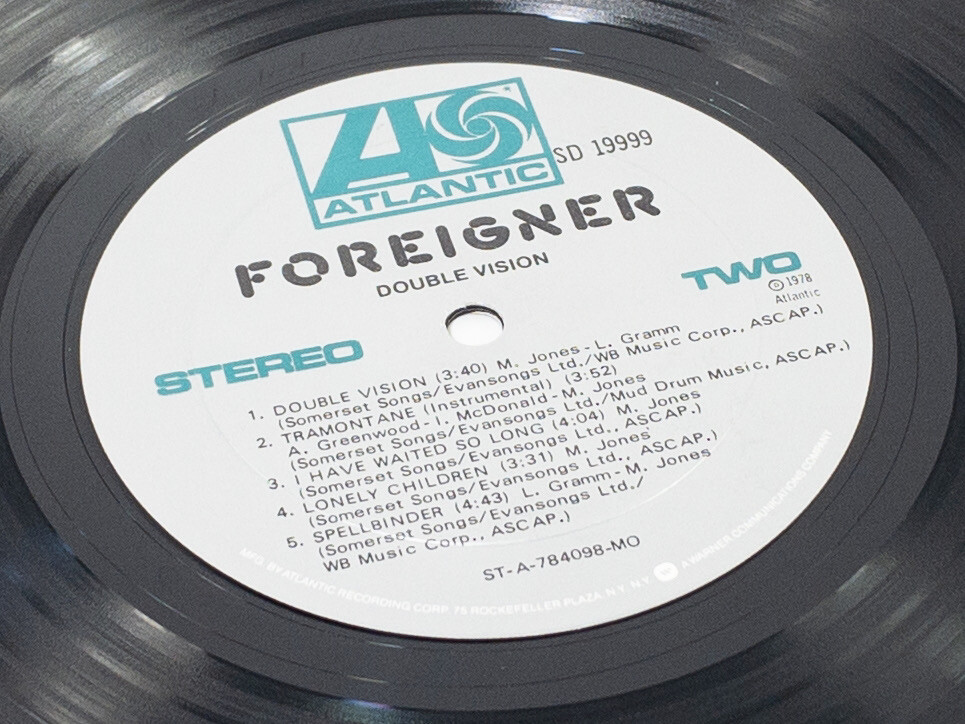 ATLANTIC
SD 19999
FOREIGNER
DOUBLE VISION
TWO
℗ 1978
Atlantic
STEREO
1. DOUBLE VISION (3:40) M. Jones - L. Gramm
(Somerset Songs/Evansongs Ltd./WB Music Corp., ASCAP.)
2. TRAMONTANE (Instrumental) (3:52)
A. Greenwood - I. McDonald - M. Jones
(Somerset Songs/Evansongs Ltd./Mud Drum Music, ASCAP.)
3. I HAVE WAITED SO LONG (4:04) M. Jones
(Somerset Songs/Evansongs Ltd., ASCAP.)
4. LONELY CHILDREN (3:31) M. Jones
(Somerset Songs/Evansongs Ltd., ASCAP.)
5. SPELLBINDER (4:43) L. Gramm - M. Jones
(Somerset Songs/Evansongs Ltd./
WB Music Corp., ASCAP.)
ST-A-784098-MO
MFG. BY ATLANTIC RECORDING CORP. 75 ROCKEFELLER PLAZA, N.Y. N.Y. A WARNER COMMUNICATIONS COMPANY